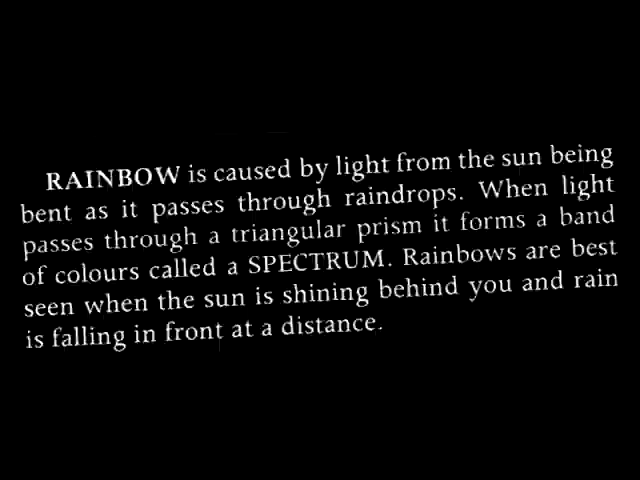 RAINBOW is caused by light from the sun being
bent as it passes through raindrops. When light
passes through a triangular prism it forms a band
of colours called a SPECTRUM. Rainbows are best
seen when the sun is shining behind you and rain
is falling in front at a distance.